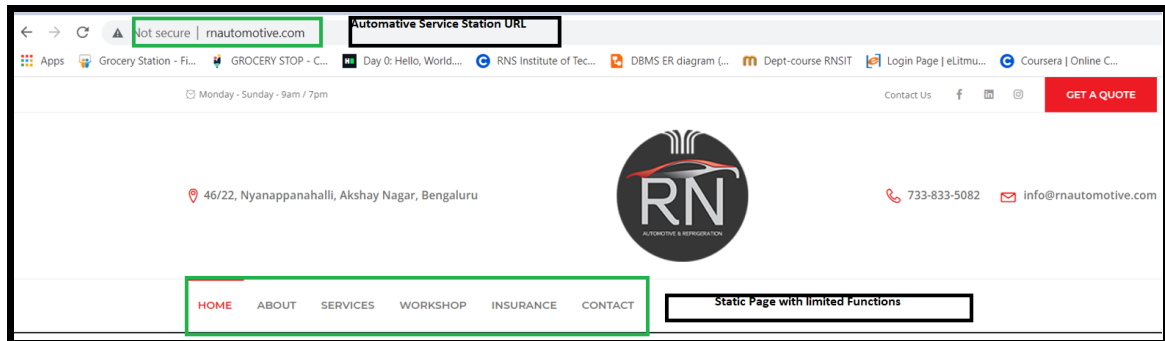 Not secure | rnautomotive.com
Automative Service Station URL
Apps Grocery Station - Fi... GROCERY STOP - C... Day 0: Hello, World.... RNS Institute of Tec... DBMS ER diagram (... Dept-course RNSIT Login Page | eLitmu... Coursera | Online C...
Monday - Sunday - 9am / 7pm
Contact Us
GET A QUOTE
46/22, Nyanappanahalli, Akshay Nagar, Bengaluru
RN
AUTOMOTIVE & REFRIGERATION
733-833-5082 info@rnautomotive.com
HOME ABOUT SERVICES WORKSHOP INSURANCE CONTACT
Static Page with limited Functions